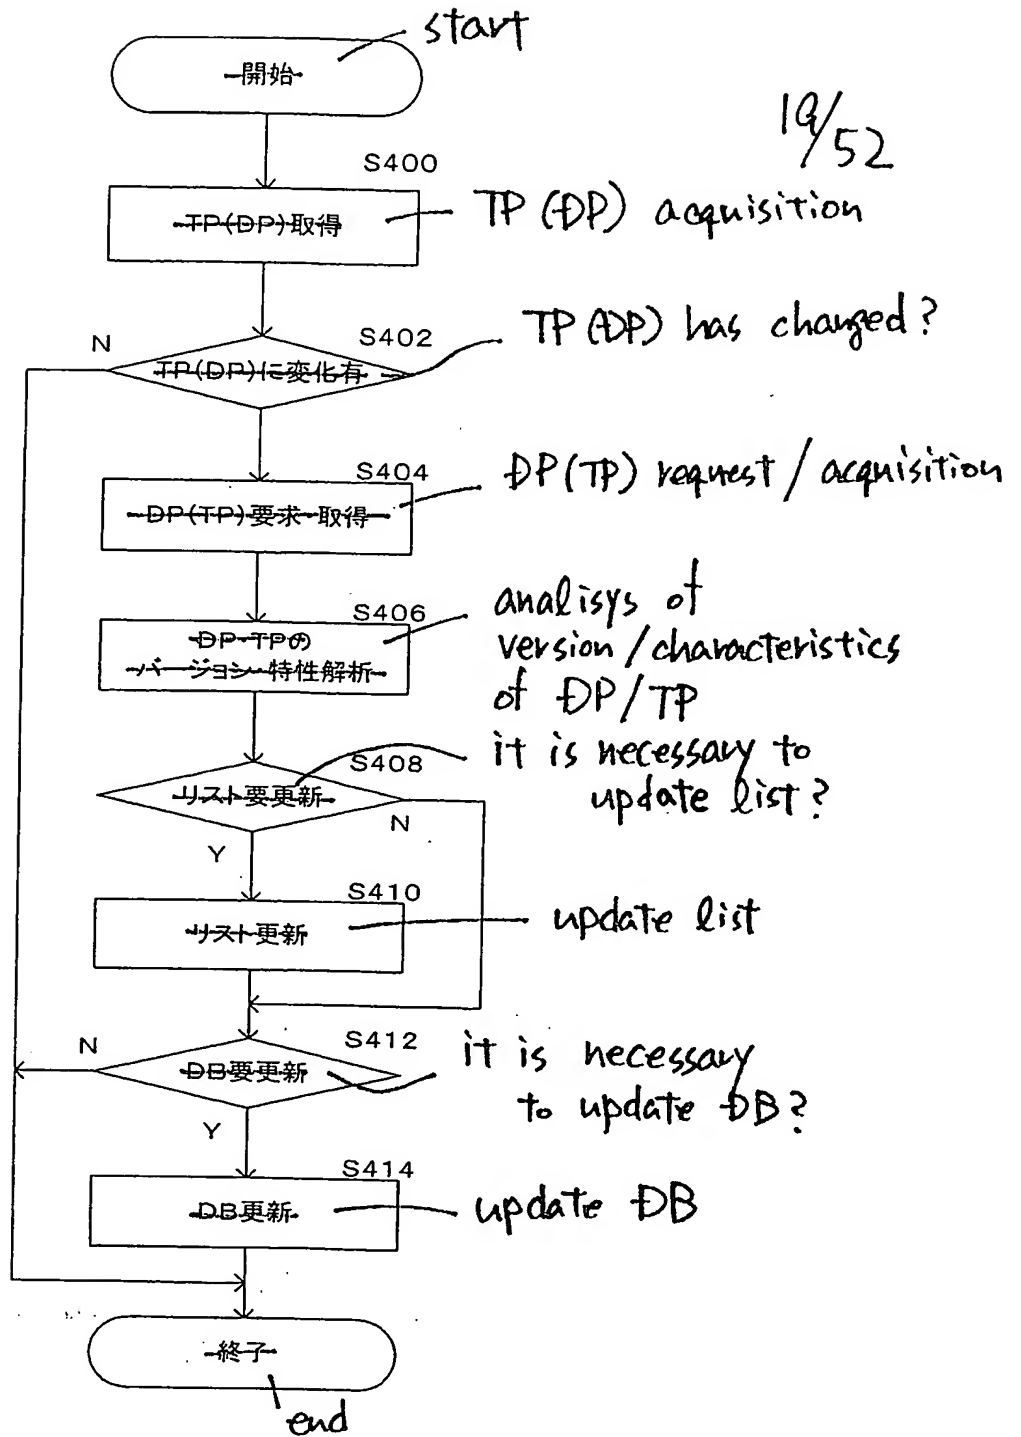 start
開始
19/52
S400
TP(DP)取得
TP(DP) acquisition
N
S402
TP(DP)に変化有
TP(DP) has changed?
S404
DP(TP)要求・取得
DP(TP) request / acquisition
S406
DP・TPの
バージョン・特性解析
analisys of
version/characteristics
of DP/TP
S408
リスト要更新
it is necessary to
update list?
N
Y
S410
リスト更新
update list
N
S412
DB要更新
it is necessary
to update DB?
Y
S414
DB更新
update DB
終了
end